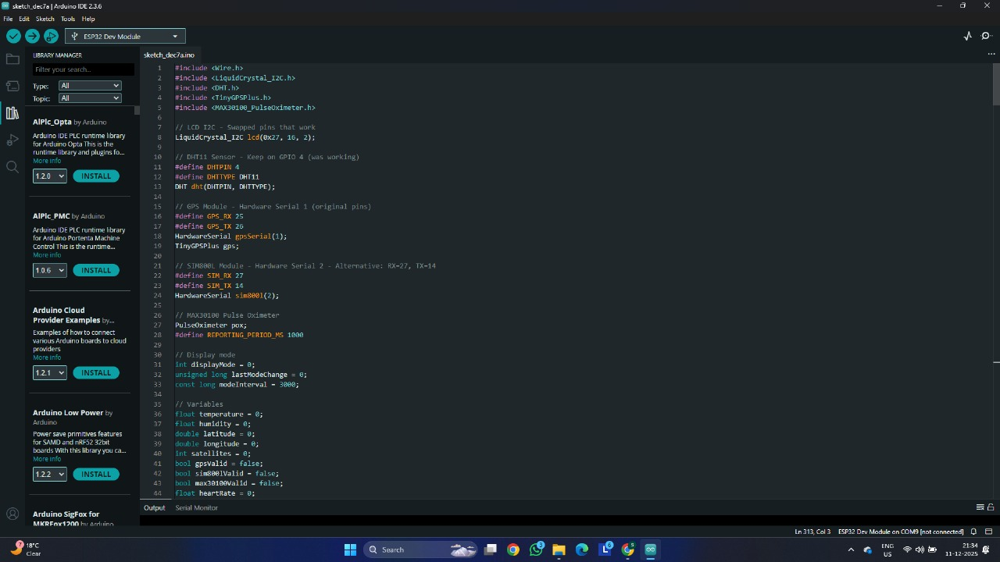 sketch_dec7a | Arduino IDE 2.3.6
File Edit Sketch Tools Help
ESP32 Dev Module
LIBRARY MANAGER
Filter your search...
Type: All
Topic: All
AlPlc_Opta by Arduino
Arduino IDE PLC runtime library
for Arduino Opta This is the
runtime library and plugins fo...
More info
1.2.0 INSTALL
AlPlc_PMC by Arduino
Arduino IDE PLC runtime library
for Arduino Portenta Machine
Control This is the runtime...
More info
1.0.6 INSTALL
Arduino Cloud
Provider Examples by...
Examples of how to connect
various Arduino boards to cloud
providers
More info
1.2.1 INSTALL
Arduino Low Power by
Arduino
Power save primitives features
for SAMD and nRF52 32bit
boards With this library you ca...
More info
1.2.2 INSTALL
Arduino SigFox for
MKRFox1200 by Arduino
sketch_dec7a.ino
1 #include <Wire.h>
2 #include <LiquidCrystal_I2C.h>
3 #include <DHT.h>
4 #include <TinyGPSPlus.h>
5 #include <MAX30100_PulseOximeter.h>
6
7 // LCD I2C - Swapped pins that work
8 LiquidCrystal_I2C lcd(0x27, 16, 2);
9
10 // DHT11 Sensor - Keep on GPIO 4 (was working)
11 #define DHTPIN 4
12 #define DHTTYPE DHT11
13 DHT dht(DHTPIN, DHTTYPE);
14
15 // GPS Module - Hardware Serial 1 (original pins)
16 #define GPS_RX 25
17 #define GPS_TX 26
18 HardwareSerial gpsSerial(1);
19 TinyGPSPlus gps;
20
21 // SIM800L Module - Hardware Serial 2 - Alternative: RX=27, TX=14
22 #define SIM_RX 27
23 #define SIM_TX 14
24 HardwareSerial sim800l(2);
25
26 // MAX30100 Pulse Oximeter
27 PulseOximeter pox;
28 #define REPORTING_PERIOD_MS 1000
29
30 // Display mode
31 int displayMode = 0;
32 unsigned long lastModeChange = 0;
33 const long modeInterval = 3000;
34
35 // Variables
36 float temperature = 0;
37 float humidity = 0;
38 double latitude = 0;
39 double longitude = 0;
40 int satellites = 0;
41 bool gpsValid = false;
42 bool sim800lValid = false;
43 bool max30100Valid = false;
44 float heartRate = 0;
Output Serial Monitor
Ln 313, Col 3 ESP32 Dev Module on COM9 [not connected]
7
18°C
Clear
Search
3
6
ENG
US
21:34
11-12-2025